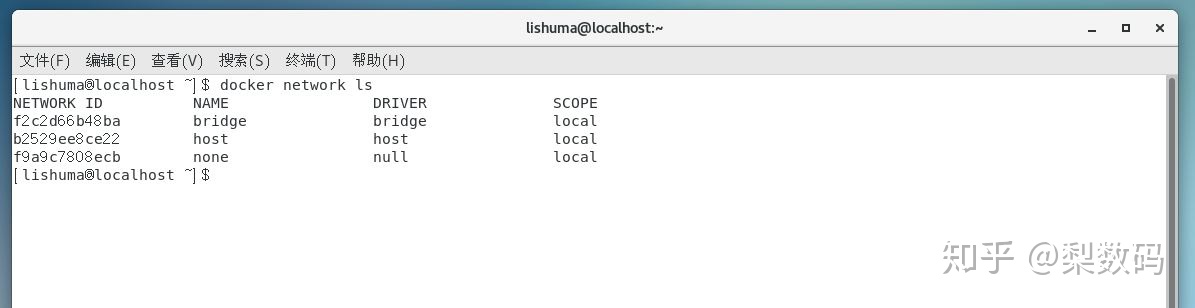 lishuma@localhost:~
文件(F) 编辑(E) 查看(V) 搜索(S) 终端(T) 帮助(H)
[lishuma@localhost ~]$ docker network ls
NETWORK ID NAME DRIVER SCOPE
f2c2d66b48ba bridge bridge local
b2529ee8ce22 host host local
f9a9c7808ecb none null local
[lishuma@localhost ~]$
知乎 @梨数码